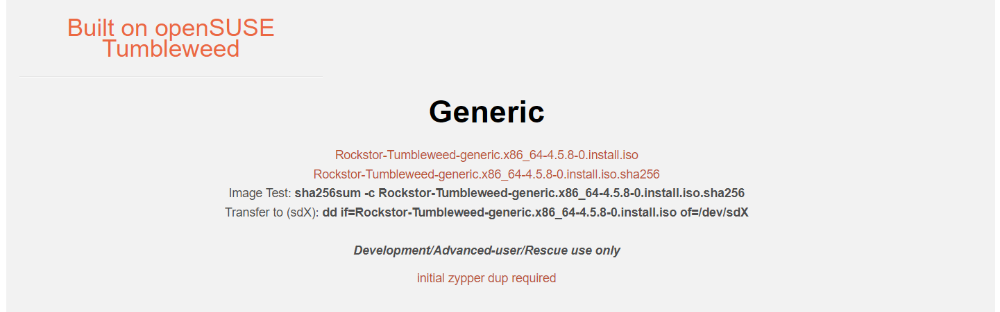 Built on openSUSE
Tumbleweed
Generic
Rockstor-Tumbleweed-generic.x86_64-4.5.8-0.install.iso
Rockstor-Tumbleweed-generic.x86_64-4.5.8-0.install.iso.sha256
Image Test: sha256sum -c Rockstor-Tumbleweed-generic.x86_64-4.5.8-0.install.iso.sha256
Transfer to (sdX): dd if=Rockstor-Tumbleweed-generic.x86_64-4.5.8-0.install.iso of=/dev/sdX
Development/Advanced-user/Rescue use only
initial zypper dup required